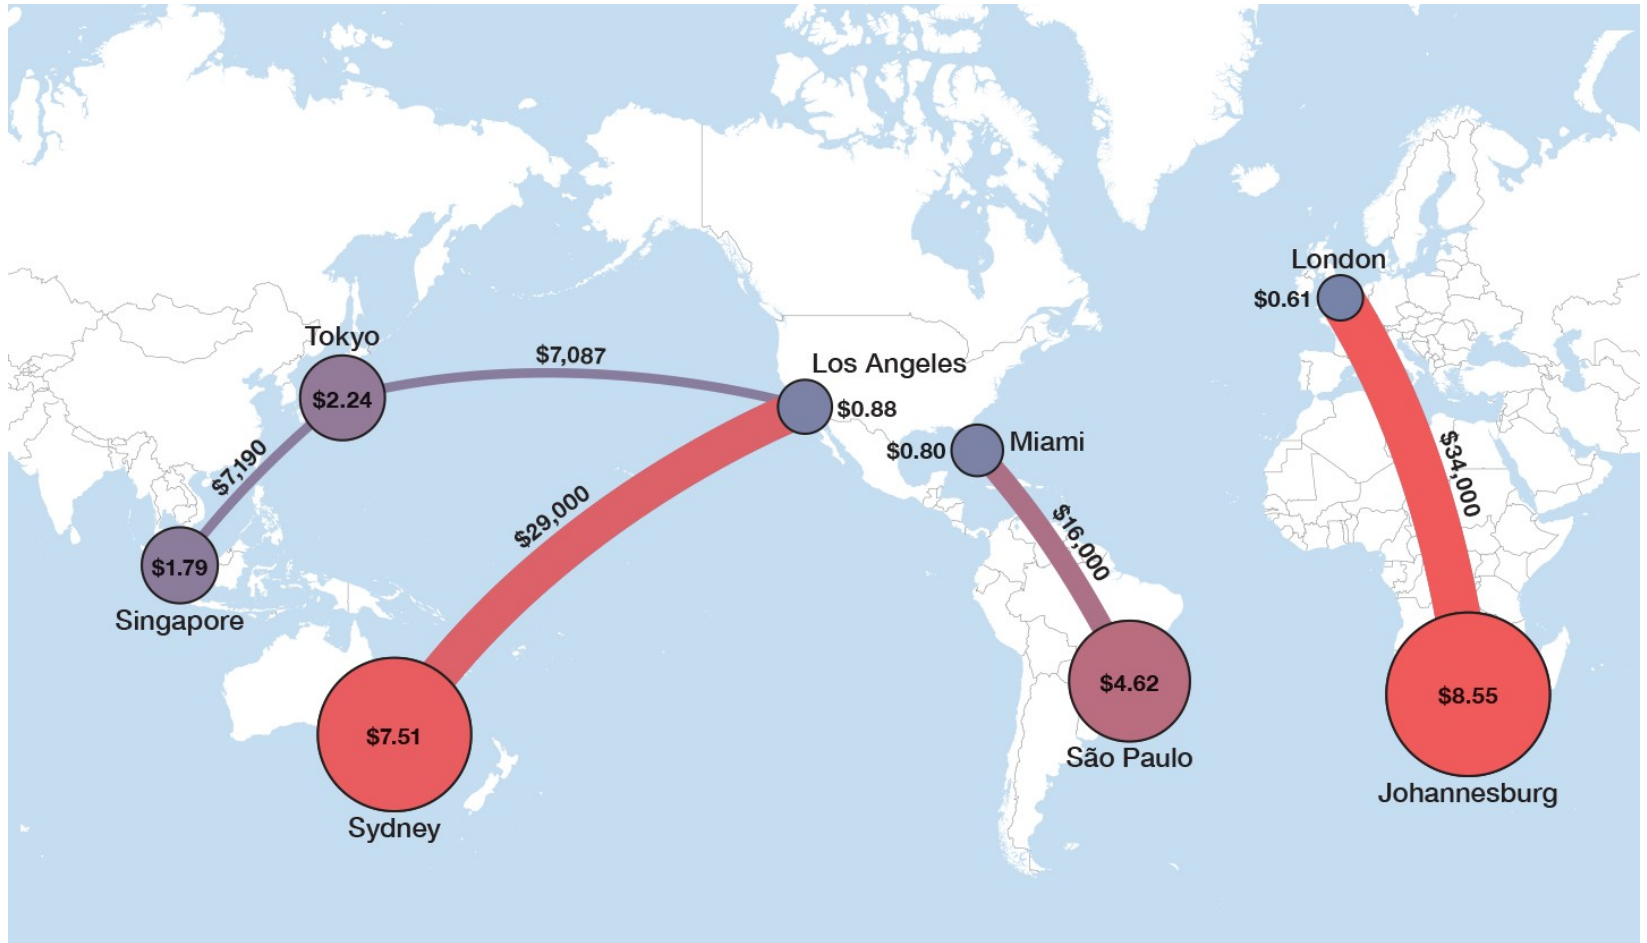 London
$0.61
Tokyo
$2.24
$7,087
Los Angeles
$0.88
$0.80
Miami
$7,190
$29,000
$16,000
$34,000
$1.79
Singapore
$7.51
Sydney
$4.62
São Paulo
$8.55
Johannesburg